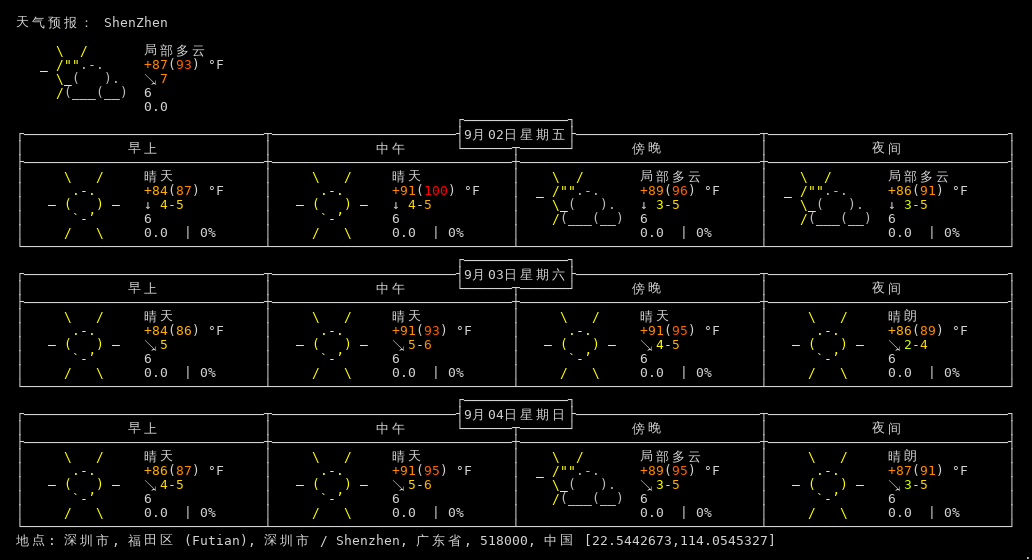 天气预报： ShenZhen
局部多云
+87(93) °F
↘ 7
6
0.0
9月02日星期五
早上 中午 傍晚 夜间
晴天 晴天 局部多云 局部多云
+84(87) °F +91(100) °F +89(96) °F +86(91) °F
↓ 4-5 ↓ 4-5 ↓ 3-5 ↓ 3-5
6 6 6 6
0.0 | 0% 0.0 | 0% 0.0 | 0% 0.0 | 0%
9月03日星期六
早上 中午 傍晚 夜间
晴天 晴天 晴天 晴朗
+84(86) °F +91(93) °F +91(95) °F +86(89) °F
↘ 5 ↘ 5-6 ↘ 4-5 ↘ 2-4
6 6 6 6
0.0 | 0% 0.0 | 0% 0.0 | 0% 0.0 | 0%
9月04日星期日
早上 中午 傍晚 夜间
晴天 晴天 局部多云 晴朗
+86(87) °F +91(95) °F +89(95) °F +87(91) °F
↘ 4-5 ↘ 5-6 ↘ 3-5 ↘ 3-5
6 6 6 6
0.0 | 0% 0.0 | 0% 0.0 | 0% 0.0 | 0%
地点: 深圳市, 福田区 (Futian), 深圳市 / Shenzhen, 广东省, 518000, 中国 [22.5442673,114.0545327]